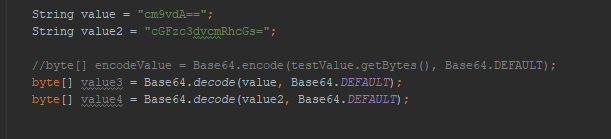 String value = "cm9vdA==";
String value2 = "cGFzc3dvcmRhcGs=";
//byte[] encodeValue = Base64.encode(testValue.getBytes(), Base64.DEFAULT);
byte[] value3 = Base64.decode(value, Base64.DEFAULT);
byte[] value4 = Base64.decode(value2, Base64.DEFAULT);